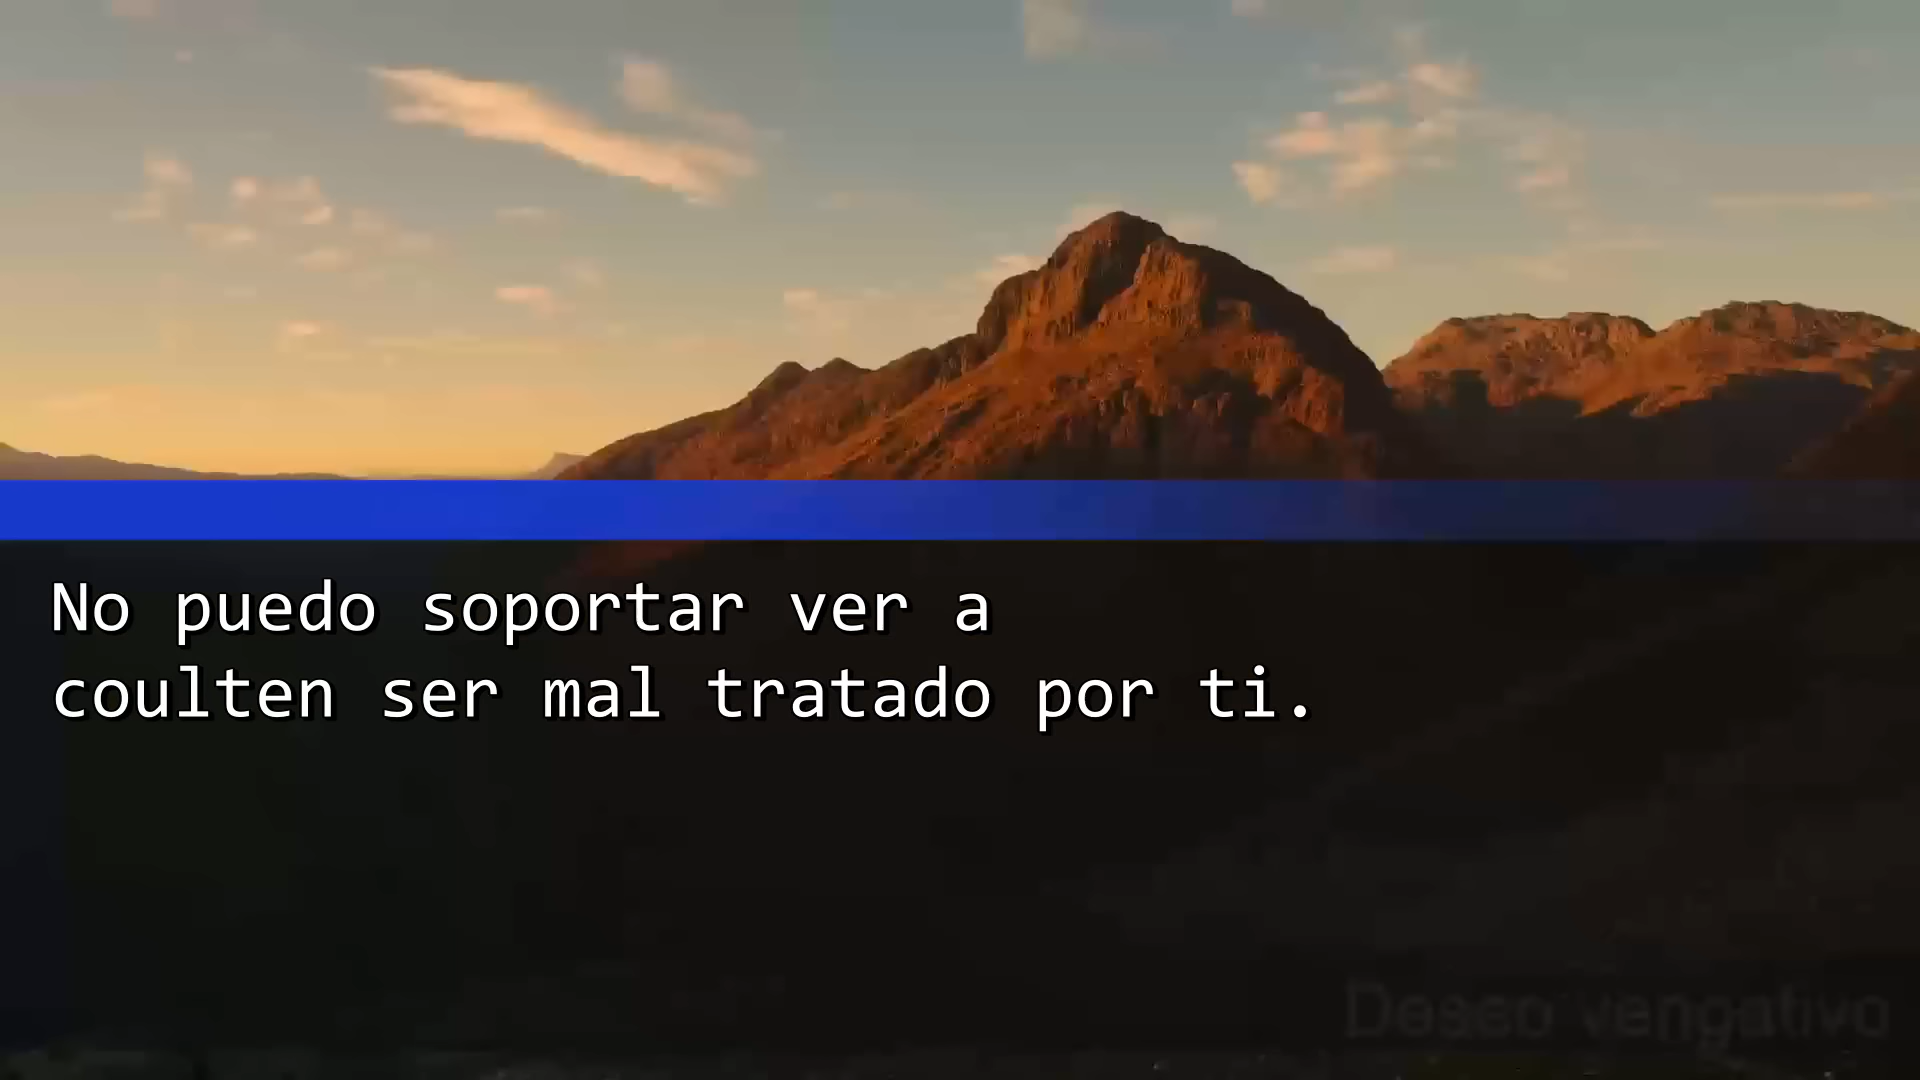 No puedo soportar ver a
coulten ser mal tratado por ti.
Deseo vengativo